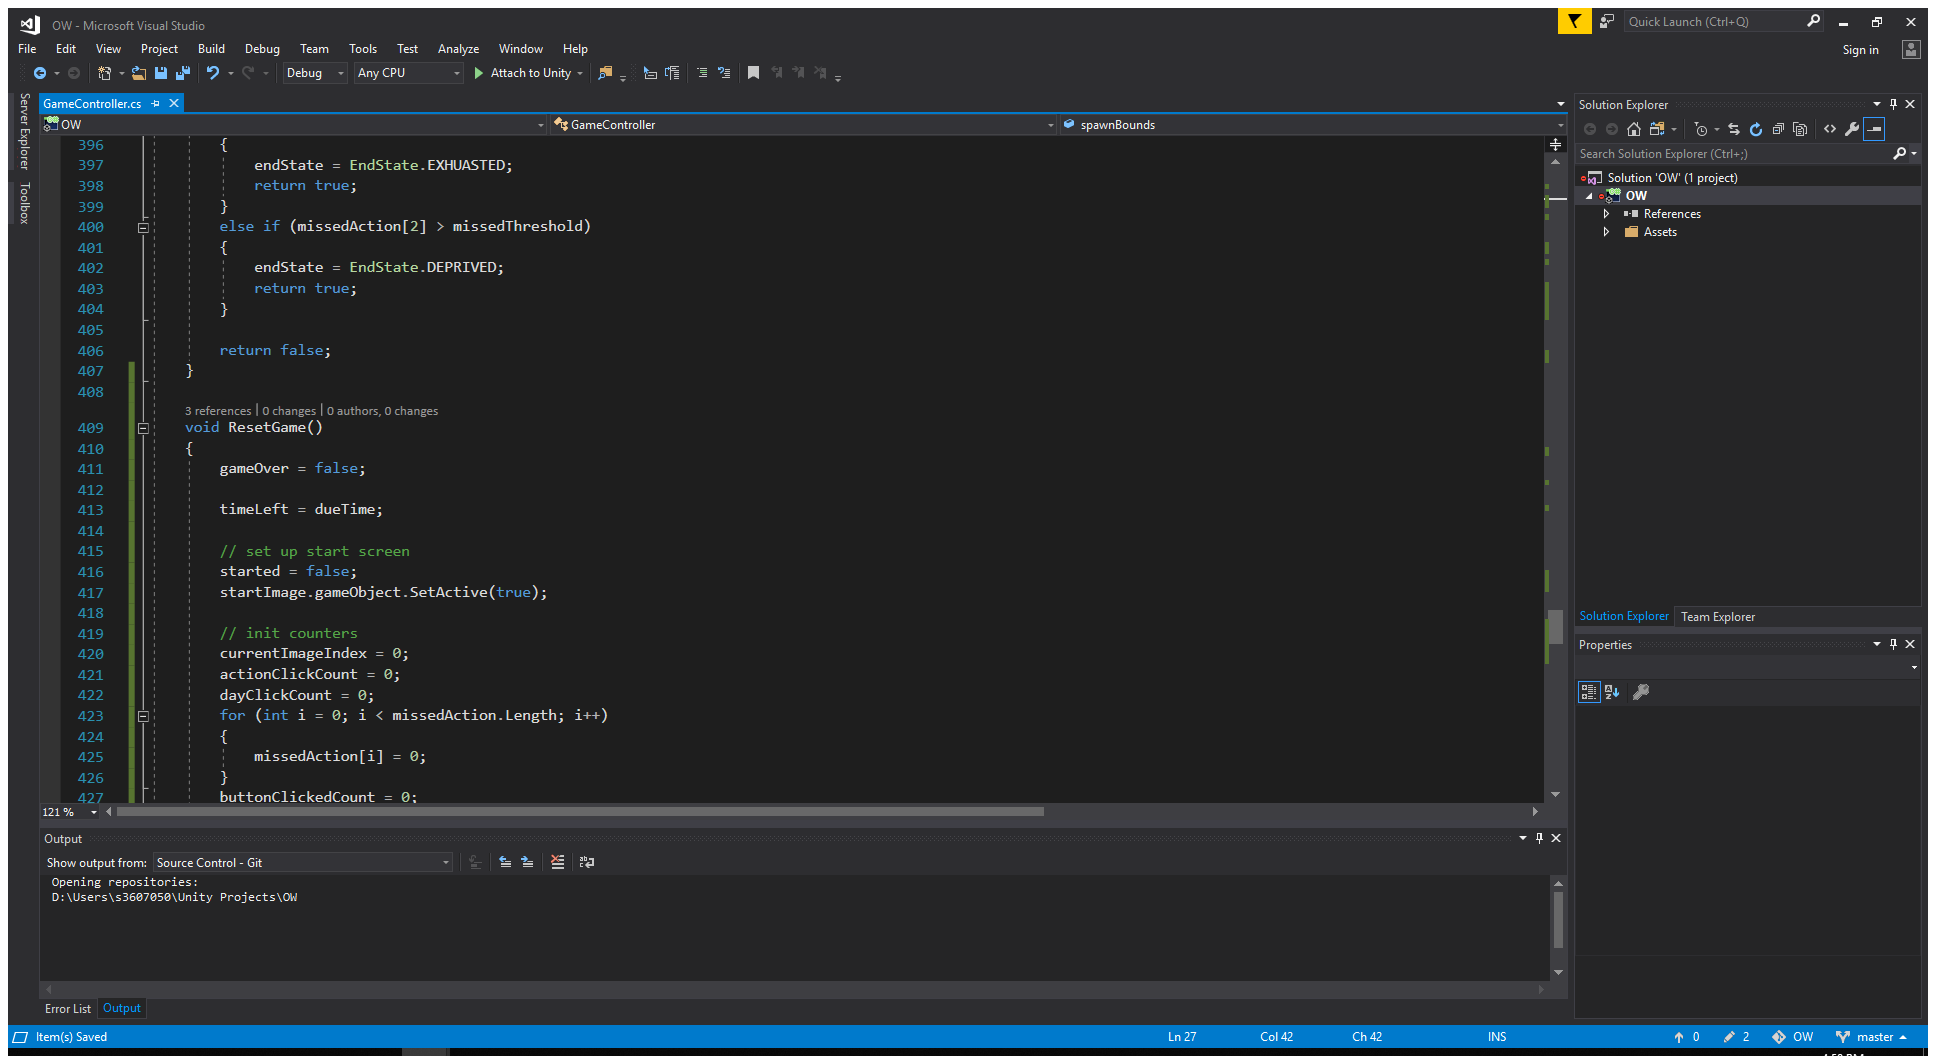 OW - Microsoft Visual Studio
Quick Launch (Ctrl+Q)
File Edit View Project Build Debug Team Tools Test Analyze Window Help
Sign in
Debug Any CPU Attach to Unity
Server Explorer
Toolbox
GameController.cs
OW GameController spawnBounds
396 {
397 endState = EndState.EXHUASTED;
398 return true;
399 }
400 else if (missedAction[2] > missedThreshold)
401 {
402 endState = EndState.DEPRIVED;
403 return true;
404 }
405
406 return false;
407 }
408
3 references | 0 changes | 0 authors, 0 changes
409 void ResetGame()
410 {
411 gameOver = false;
412
413 timeLeft = dueTime;
414
415 // set up start screen
416 started = false;
417 startImage.gameObject.SetActive(true);
418
419 // init counters
420 currentImageIndex = 0;
421 actionClickCount = 0;
422 dayClickCount = 0;
423 for (int i = 0; i < missedAction.Length; i++)
424 {
425 missedAction[i] = 0;
426 }
427 buttonClickedCount = 0;
121 %
Output
Show output from: Source Control - Git
Opening repositories:
D:\Users\s3607050\Unity Projects\OW
Error List Output
Solution Explorer
Search Solution Explorer (Ctrl+;)
Solution 'OW' (1 project)
OW
References
Assets
Solution Explorer Team Explorer
Properties
Item(s) Saved Ln 27 Col 42 Ch 42 INS 0 2 OW master